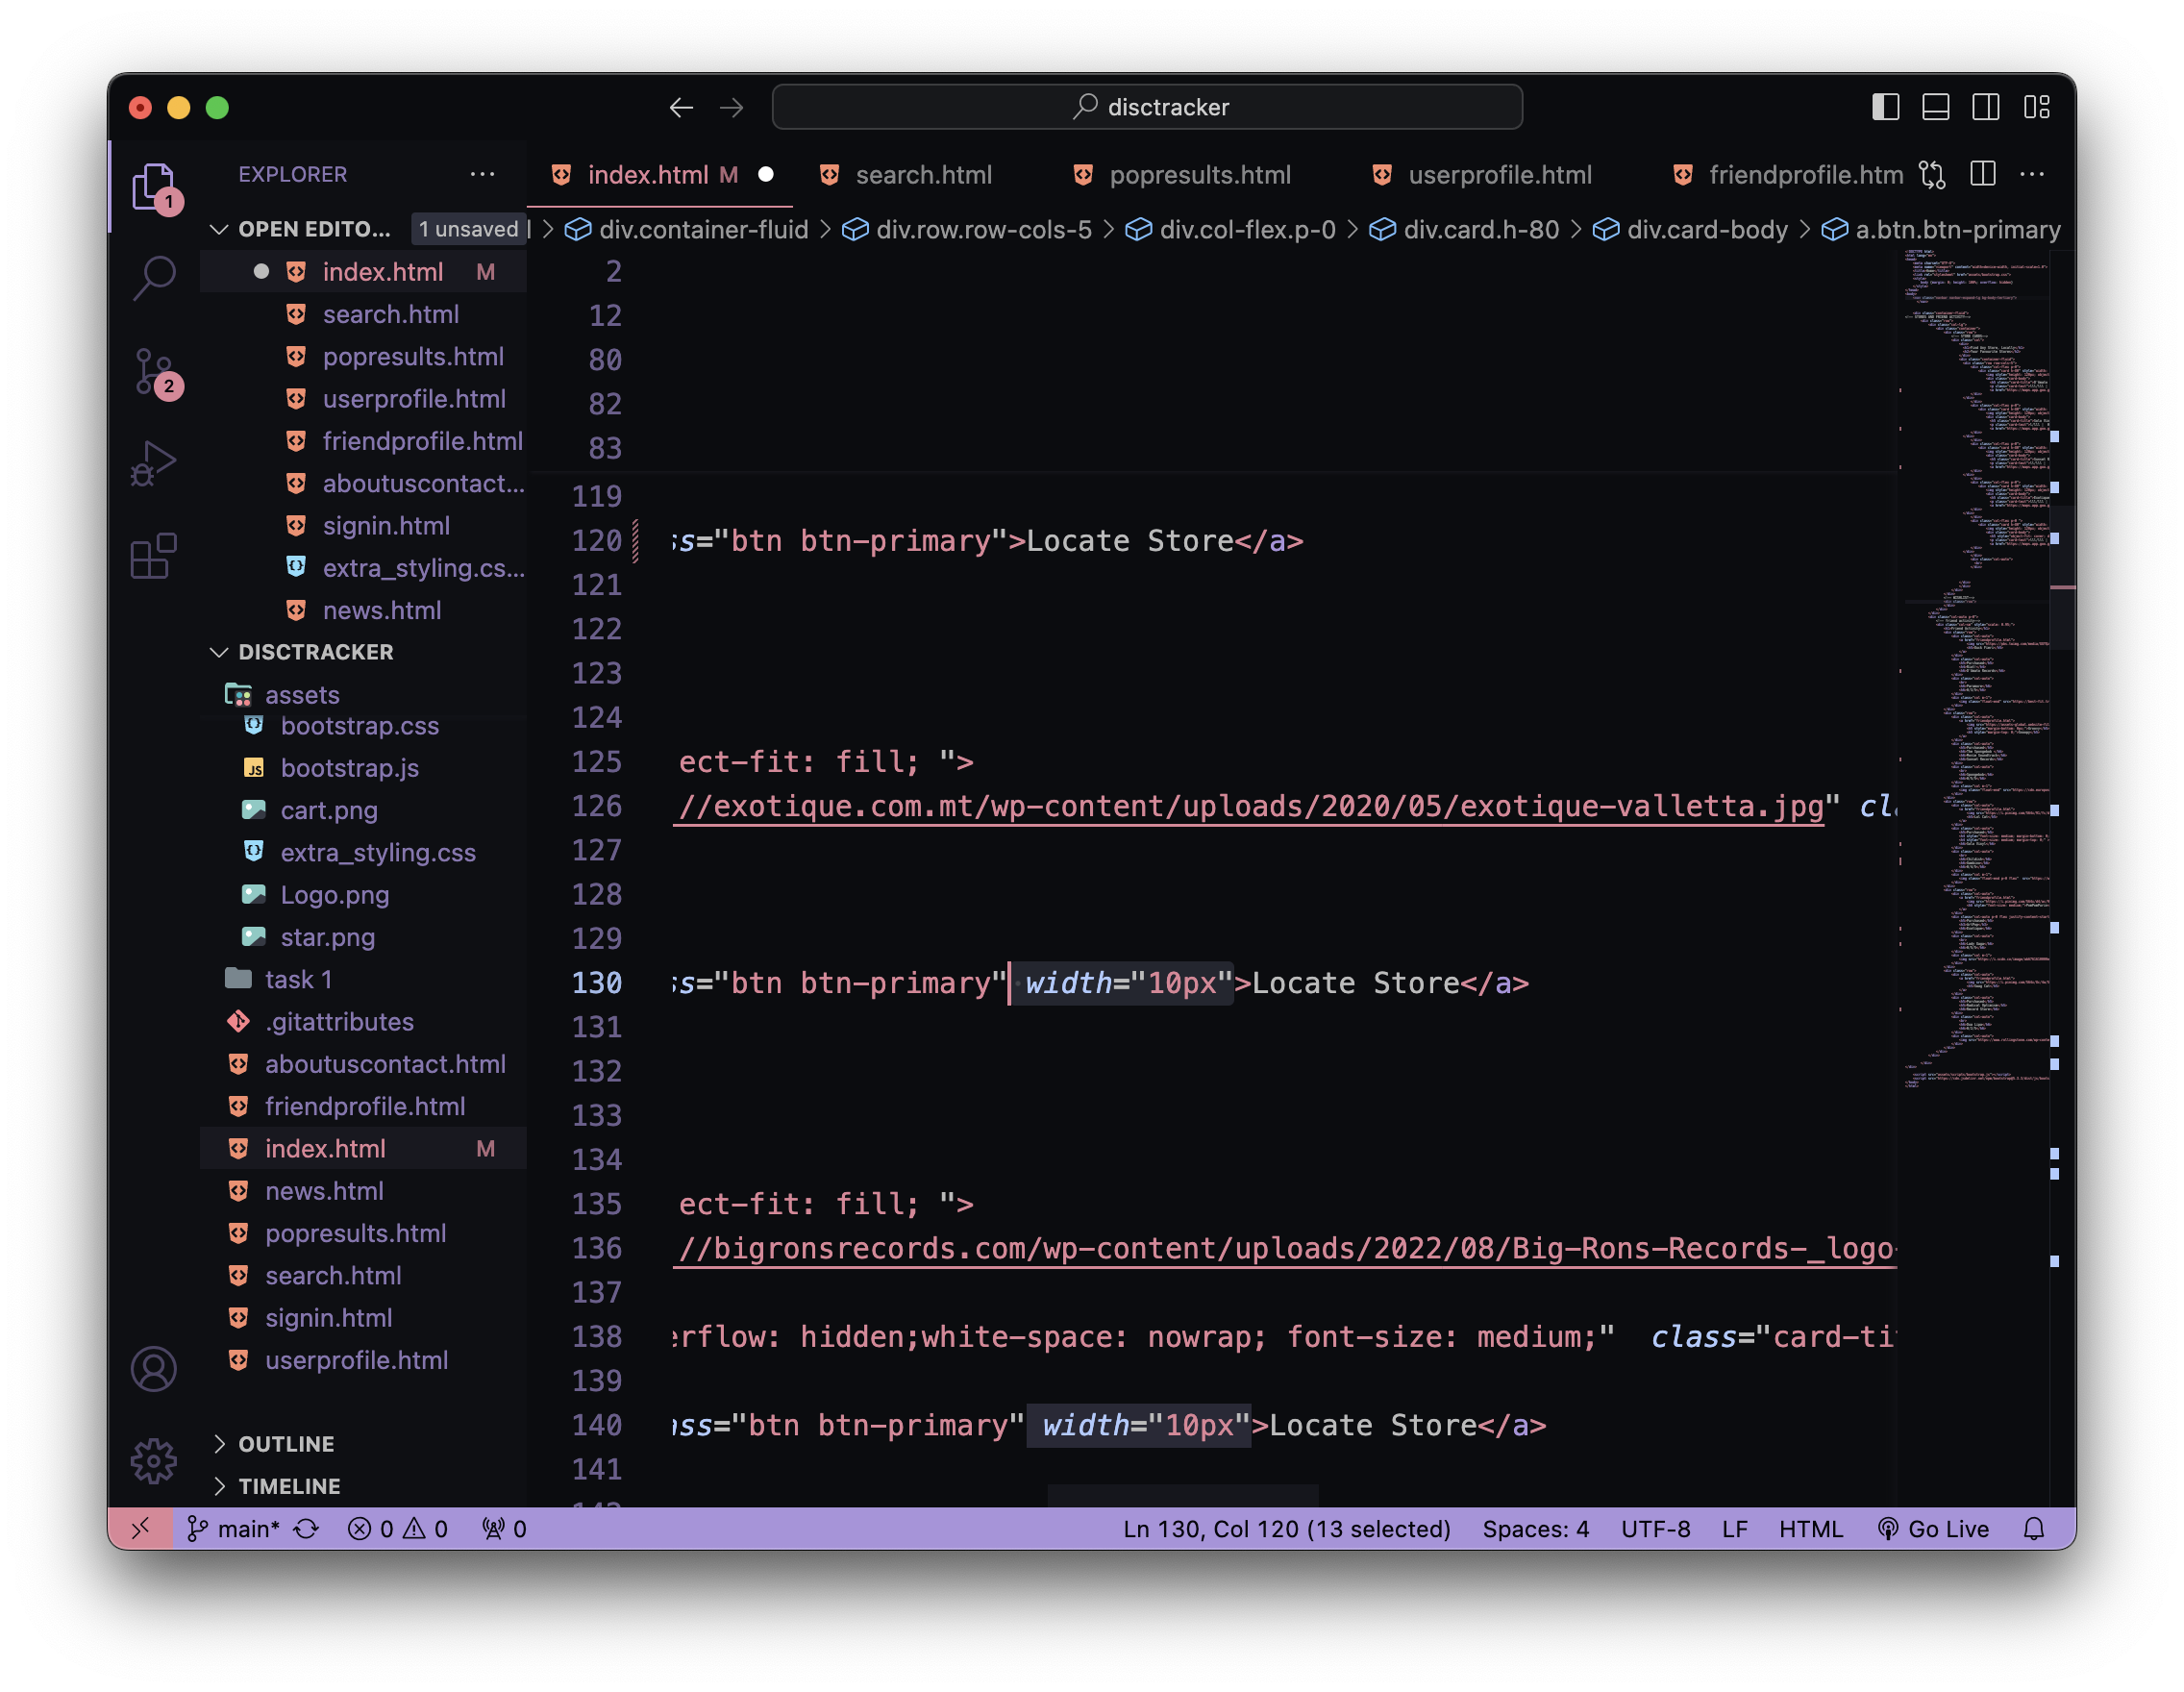 disctracker
EXPLORER
OPEN EDITO... 1 unsaved
index.html M
search.html
popresults.html
userprofile.html
friendprofile.html
aboutuscontact...
signin.html
extra_styling.cs...
news.html
DISCTRACKER
assets
bootstrap.css
bootstrap.js
cart.png
extra_styling.css
Logo.png
star.png
task 1
.gitattributes
aboutuscontact.html
friendprofile.html
index.html M
news.html
popresults.html
search.html
signin.html
userprofile.html
OUTLINE
TIMELINE
1
2
index.html M search.html popresults.html userprofile.html friendprofile.htm
div.container-fluid > div.row.row-cols-5 > div.col-flex.p-0 > div.card.h-80 > div.card-body > a.btn.btn-primary
2
12
80
82
83
119
120 ss="btn btn-primary">Locate Store</a>
121
122
123
124
125 ect-fit: fill; ">
126 //exotique.com.mt/wp-content/uploads/2020/05/exotique-valletta.jpg" cl
127
128
129
130 ss="btn btn-primary" width="10px">Locate Store</a>
131
132
133
134
135 ect-fit: fill; ">
136 //bigronsrecords.com/wp-content/uploads/2022/08/Big-Rons-Records-_logo-
137
138 erflow: hidden;white-space: nowrap; font-size: medium;" class="card-ti
139
140 ass="btn btn-primary" width="10px">Locate Store</a>
141
main* 0 0 0 Ln 130, Col 120 (13 selected) Spaces: 4 UTF-8 LF HTML Go Live